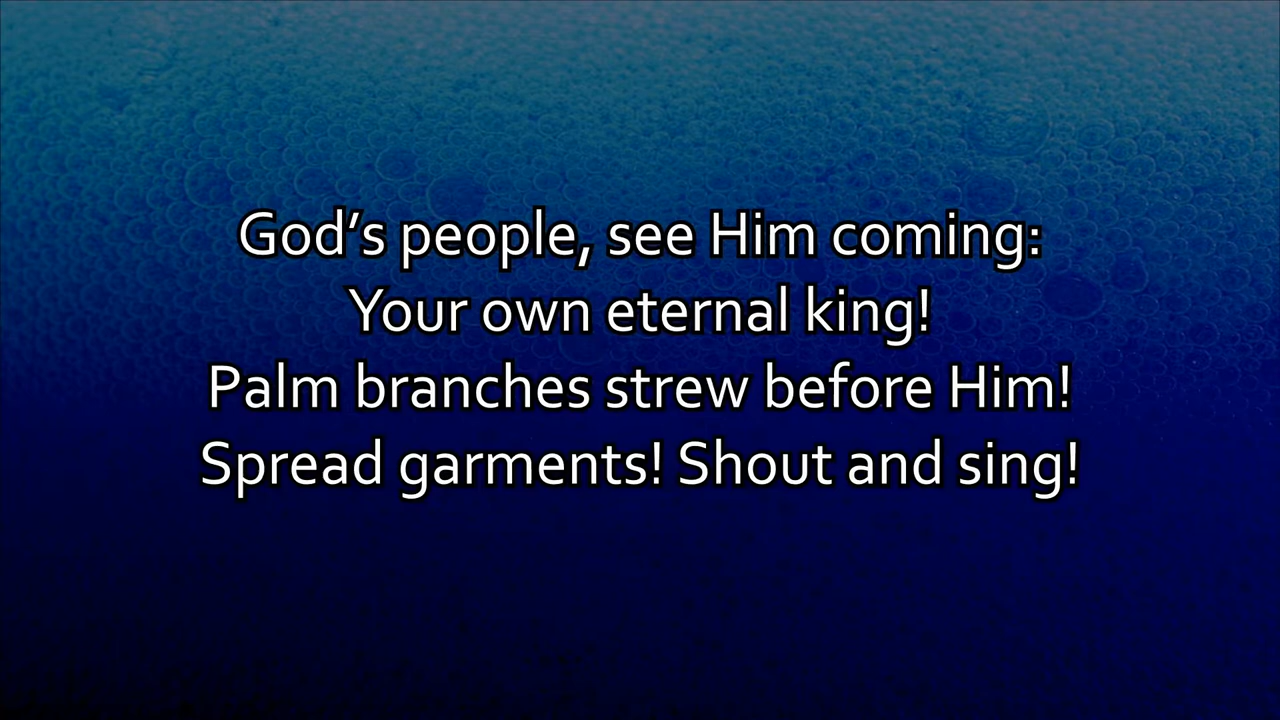 God’s people, see Him coming:
Your own eternal king!
Palm branches strew before Him!
Spread garments! Shout and sing!